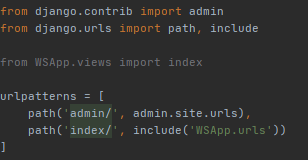 from django.contrib import admin
from django.urls import path, include
from WSApp.views import index
urlpatterns = [
path('admin/', admin.site.urls),
path('index/', include('WSApp.urls'))
]